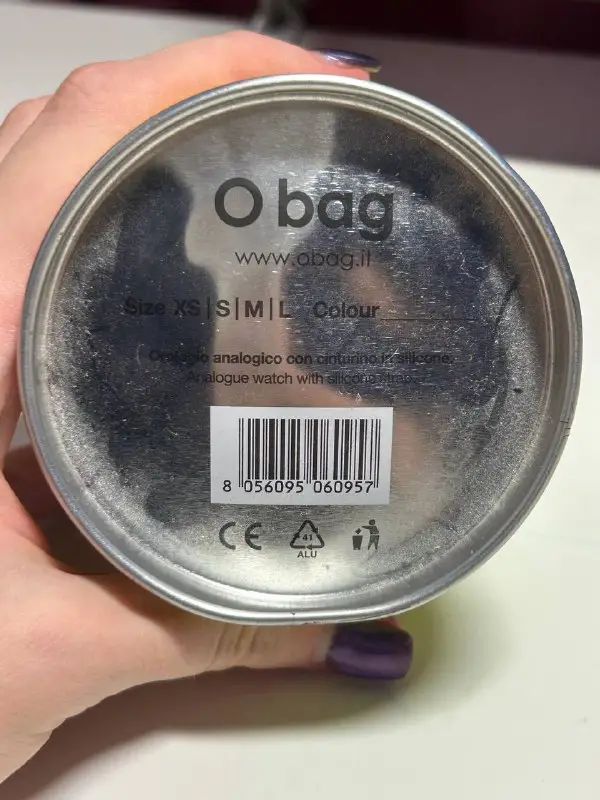 O bag
www.obag.it
Size XS|S|M|L Colour
Orologio analogico con cinturino in silicone.
Analogue watch with silicone strap.
8 056095 060957
CE
41
ALU